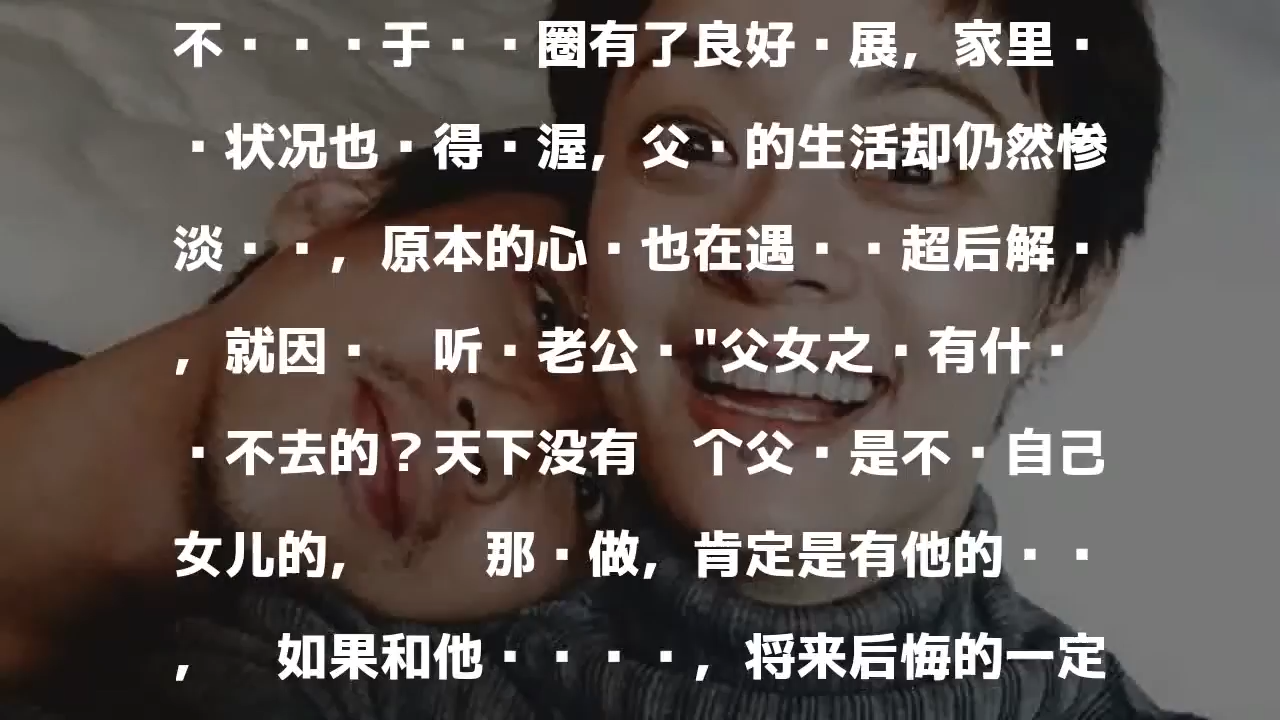 不····于··圈有了良好·展，家里·
·状况也·得·渥，父·的生活却仍然惨
淡··，原本的心·也在遇··超后解·
，就因· 听·老公·"父女之·有什·
·不去的？天下没有 个父·是不·自己
女儿的， 那·做，肯定是有他的··
， 如果和他····，将来后悔的一定